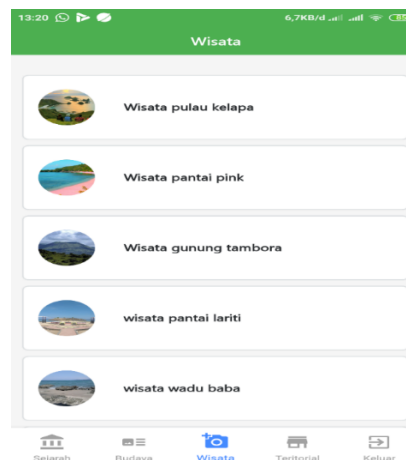 13:20 6,7KB/d 85
Wisata
Wisata pulau kelapa
Wisata pantai pink
Wisata gunung tambora
wisata pantai lariti
wisata wadu baba
Sejarah Budaya Wisata Teritorial Keluar